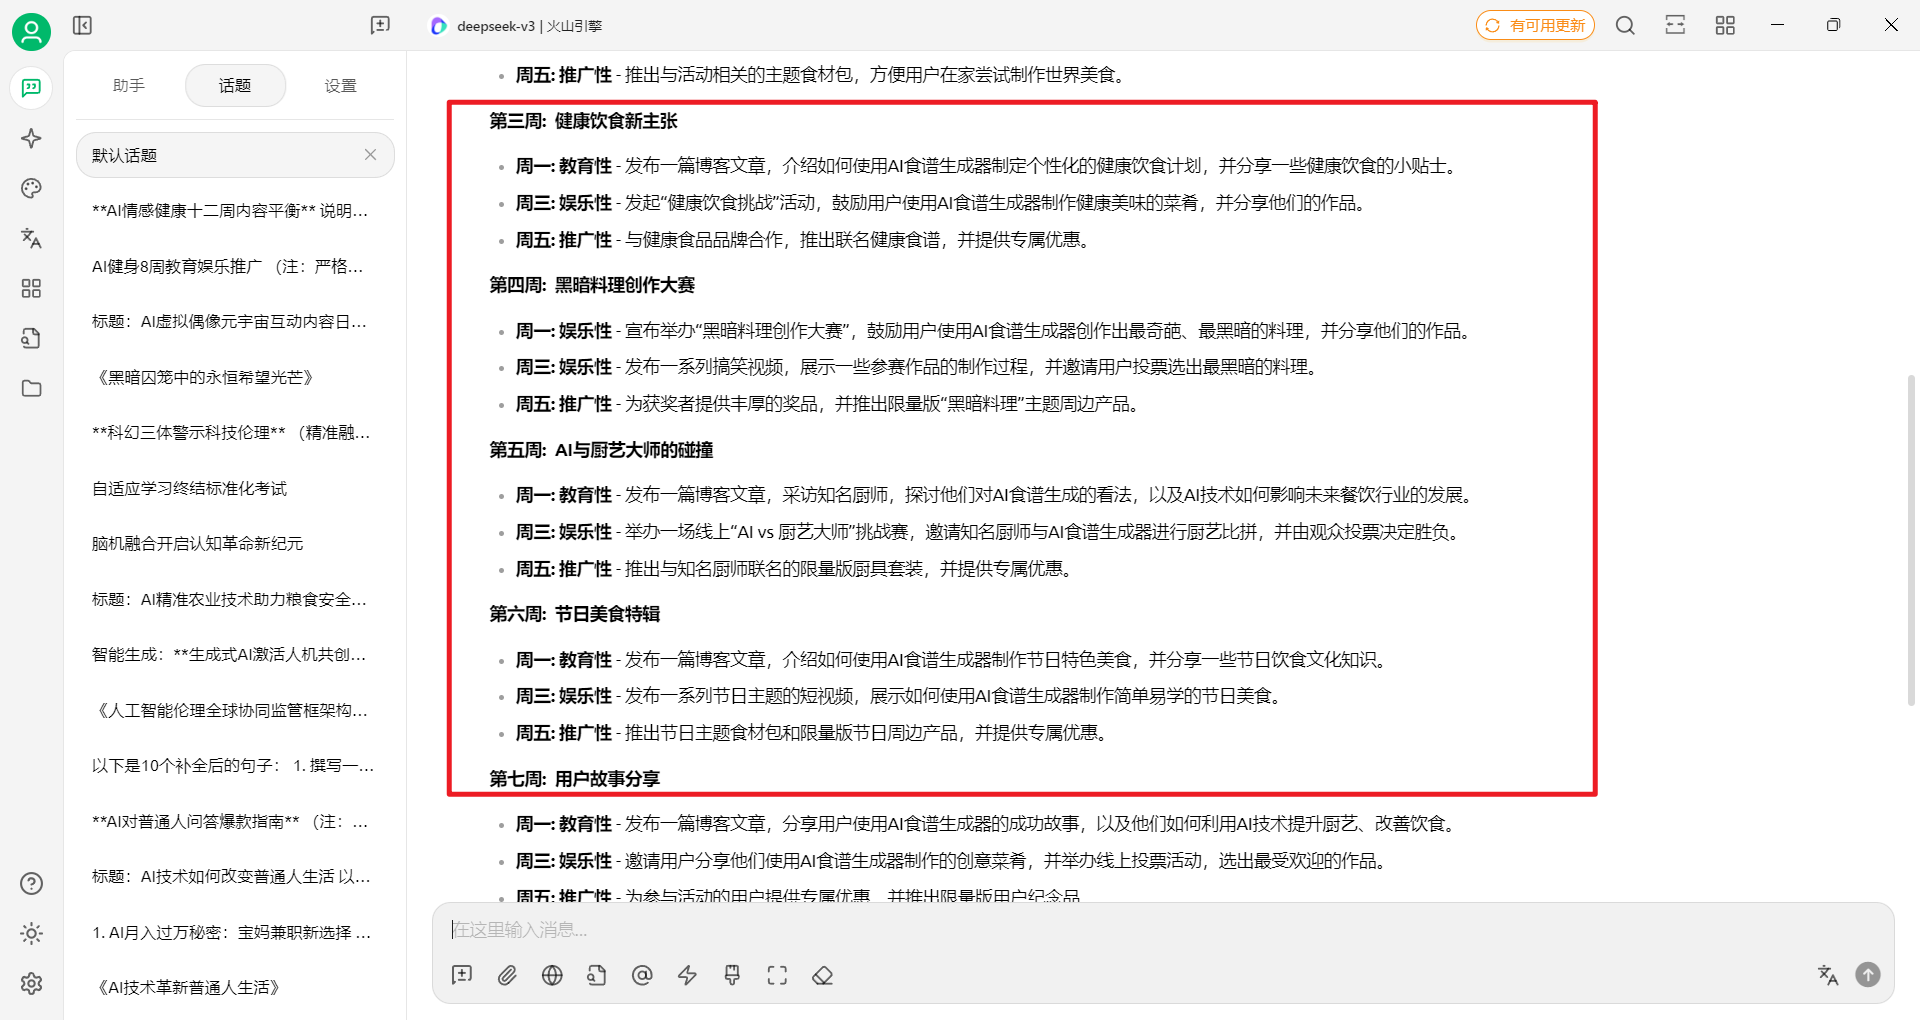 deepseek-v3 | 火山引擎
有可用更新
助手
话题
设置
默认话题
**AI情感健康十二周内容平衡** 说明...
AI健身8周教育娱乐推广 （注：严格...
标题：AI虚拟偶像元宇宙互动内容日...
《黑暗囚笼中的永恒希望光芒》
**科幻三体警示科技伦理** （精准融...
自适应学习终结标准化考试
脑机融合开启认知革命新纪元
标题：AI精准农业技术助力粮食安全...
智能生成：**生成式AI激活人机共创...
《人工智能伦理全球协同监管框架构...
以下是10个补全后的句子： 1. 撰写一...
**AI对普通人问答爆款指南** （注：...
标题：AI技术如何改变普通人生活 以...
1. AI月入过万秘密：宝妈兼职新选择 ...
《AI技术革新普通人生活》
周五: 推广性 - 推出与活动相关的主题食材包，方便用户在家尝试制作世界美食。
第三周: 健康饮食新主张
周一: 教育性 - 发布一篇博客文章，介绍如何使用AI食谱生成器制定个性化的健康饮食计划，并分享一些健康饮食的小贴士。
周三: 娱乐性 - 发起“健康饮食挑战”活动，鼓励用户使用AI食谱生成器制作健康美味的菜肴，并分享他们的作品。
周五: 推广性 - 与健康食品品牌合作，推出联名健康食谱，并提供专属优惠。
第四周: 黑暗料理创作大赛
周一: 娱乐性 - 宣布举办“黑暗料理创作大赛”，鼓励用户使用AI食谱生成器创作出最奇葩、最黑暗的料理，并分享他们的作品。
周三: 娱乐性 - 发布一系列搞笑视频，展示一些参赛作品的制作过程，并邀请用户投票选出最黑暗的料理。
周五: 推广性 - 为获奖者提供丰厚的奖品，并推出限量版“黑暗料理”主题周边产品。
第五周: AI与厨艺大师的碰撞
周一: 教育性 - 发布一篇博客文章，采访知名厨师，探讨他们对AI食谱生成的看法，以及AI技术如何影响未来餐饮行业的发展。
周三: 娱乐性 - 举办一场线上“AI vs 厨艺大师”挑战赛，邀请知名厨师与AI食谱生成器进行厨艺比拼，并由观众投票决定胜负。
周五: 推广性 - 推出与知名厨师联名的限量版厨具套装，并提供专属优惠。
第六周: 节日美食特辑
周一: 教育性 - 发布一篇博客文章，介绍如何使用AI食谱生成器制作节日特色美食，并分享一些节日饮食文化知识。
周三: 娱乐性 - 发布一系列节日主题的短视频，展示如何使用AI食谱生成器制作简单易学的节日美食。
周五: 推广性 - 推出节日主题食材包和限量版节日周边产品，并提供专属优惠。
第七周: 用户故事分享
周一: 教育性 - 发布一篇博客文章，分享用户使用AI食谱生成器的成功故事，以及他们如何利用AI技术提升厨艺、改善饮食。
周三: 娱乐性 - 邀请用户分享他们使用AI食谱生成器制作的创意菜肴，并举办线上投票活动，选出最受欢迎的作品。
周五: 推广性 - 为参与活动的用户提供专属优惠，并推出限量版用户纪念品
在这里输入消息...